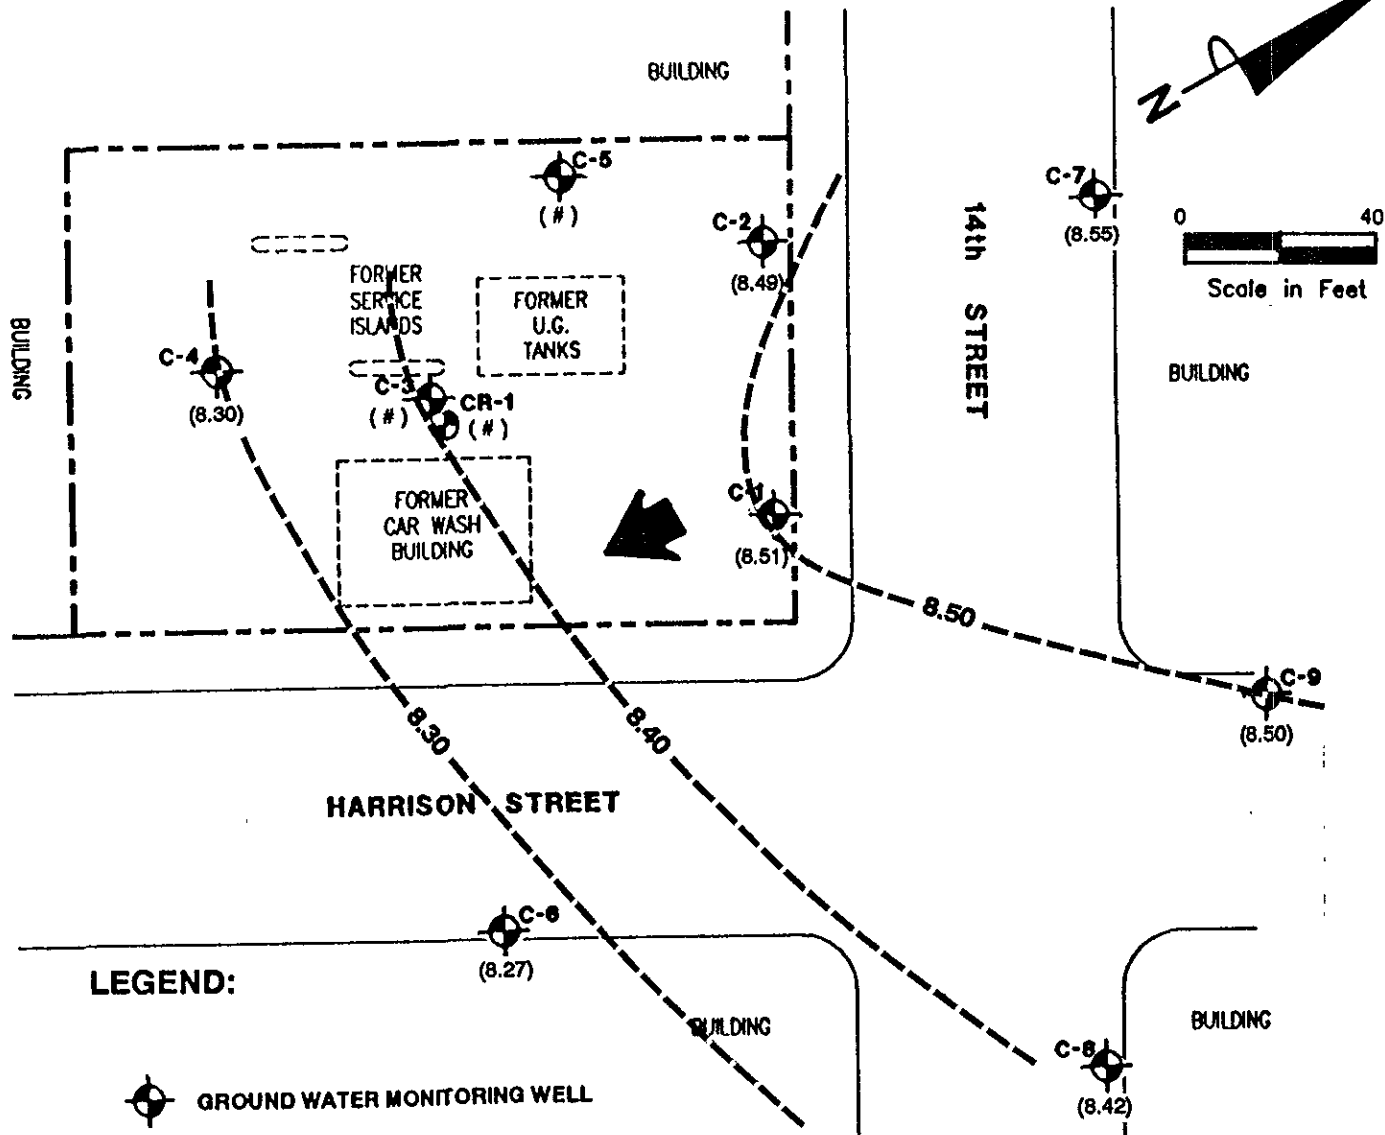 BUILDING
N
C-5
(#)
C-7
(8.55)
14th STREET
0 40
Scale in Feet
C-2
(8.49)
FORMER
SERVICE
ISLANDS
FORMER
U.G.
TANKS
BUILDING
C-4
(8.30)
C-3
(#)
CR-1
(#)
BUILDING
FORMER
CAR WASH
BUILDING
C-1
(8.51)
8.50
C-9
(8.50)
8.30
8.40
HARRISON STREET
C-6
(8.27)
LEGEND:
BUILDING
BUILDING
C-8
(8.42)
GROUND WATER MONITORING WELL